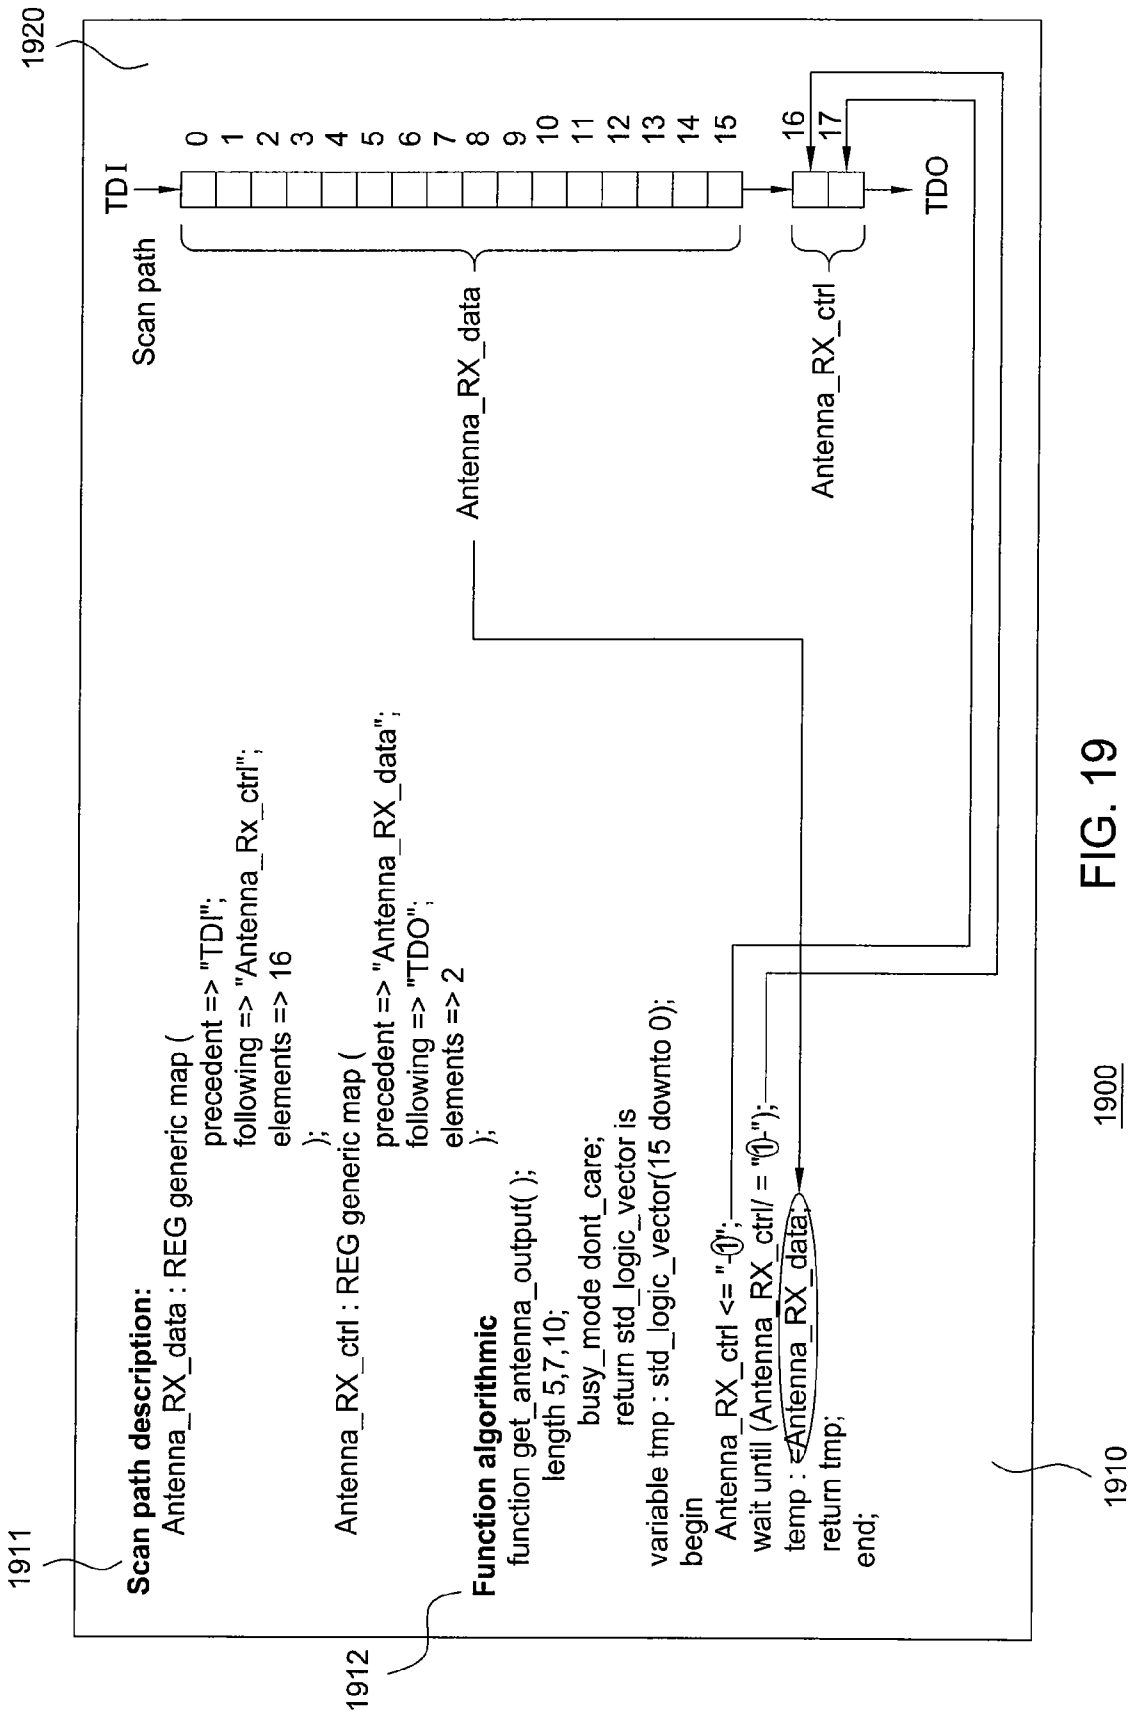 1911
Scan path description:
Antenna_RX_data : REG generic map (
precedent => "TDI";
following => "Antenna_Rx_ctrl";
elements => 16
);
Antenna_RX_ctrl : REG generic map (
precedent => "Antenna_RX_data";
following => "TDO";
elements => 2
);
1912
Function algorithmic
function get_antenna_output( );
length 5,7,10;
busy_mode dont_care;
return std_logic_vector is
variable tmp : std_logic_vector(15 downto 0);
begin
Antenna_RX_ctrl <= "-1";
wait until (Antenna_RX_ctrl/ = "1-");
temp : =Antenna_RX_data;
return tmp;
end;
1910
1920
Scan path
TDI
0
1
2
3
4
5
6
7
8
9
10
11
12
13
14
15
Antenna_RX_data
16
17
Antenna_RX_ctrl
TDO
1900
FIG. 19